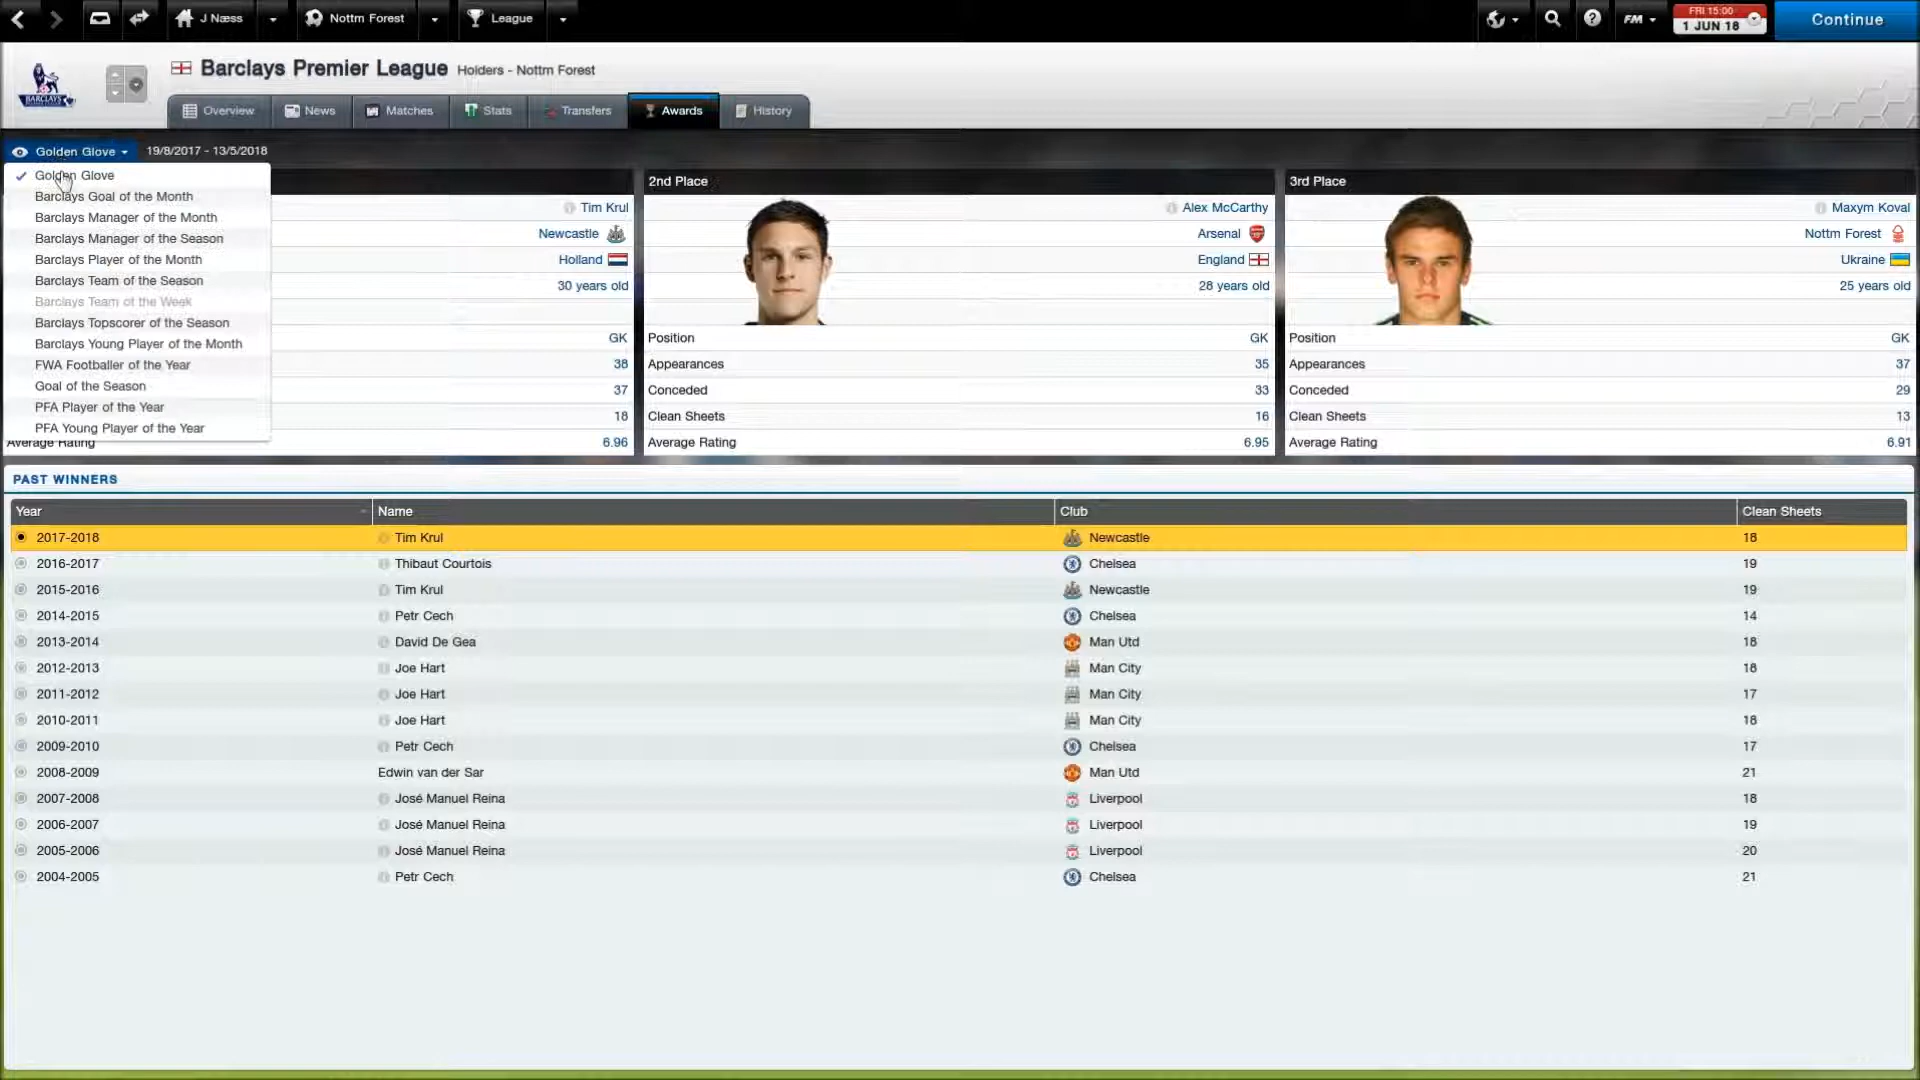 J Næss
Nottm Forest
League
FM
FRI 15:00
1 JUN 18
Continue
Barclays Premier League
Holders - Nottm Forest
BARCLAYS
Overview
News
Matches
Stats
Transfers
Awards
History
Golden Glove
19/8/2017 - 13/5/2018
Golden Glove
Barclays Goal of the Month
Barclays Manager of the Month
Barclays Manager of the Season
Barclays Player of the Month
Barclays Team of the Season
Barclays Team of the Week
Barclays Topscorer of the Season
Barclays Young Player of the Month
FWA Footballer of the Year
Goal of the Season
PFA Player of the Year
PFA Young Player of the Year
Tim Krul
Newcastle
Holland
30 years old
GK
38
37
18
Average Rating 6.96
2nd Place
Alex McCarthy
Arsenal
England
28 years old
Position GK
Appearances 35
Conceded 33
Clean Sheets 16
Average Rating 6.95
3rd Place
Maxym Koval
Nottm Forest
Ukraine
25 years old
Position GK
Appearances 37
Conceded 29
Clean Sheets 13
Average Rating 6.91
PAST WINNERS
Year Name Club Clean Sheets
2017-2018 Tim Krul Newcastle 18
2016-2017 Thibaut Courtois Chelsea 19
2015-2016 Tim Krul Newcastle 19
2014-2015 Petr Cech Chelsea 14
2013-2014 David De Gea Man Utd 18
2012-2013 Joe Hart Man City 18
2011-2012 Joe Hart Man City 17
2010-2011 Joe Hart Man City 18
2009-2010 Petr Cech Chelsea 17
2008-2009 Edwin van der Sar Man Utd 21
2007-2008 José Manuel Reina Liverpool 18
2006-2007 José Manuel Reina Liverpool 19
2005-2006 José Manuel Reina Liverpool 20
2004-2005 Petr Cech Chelsea 21